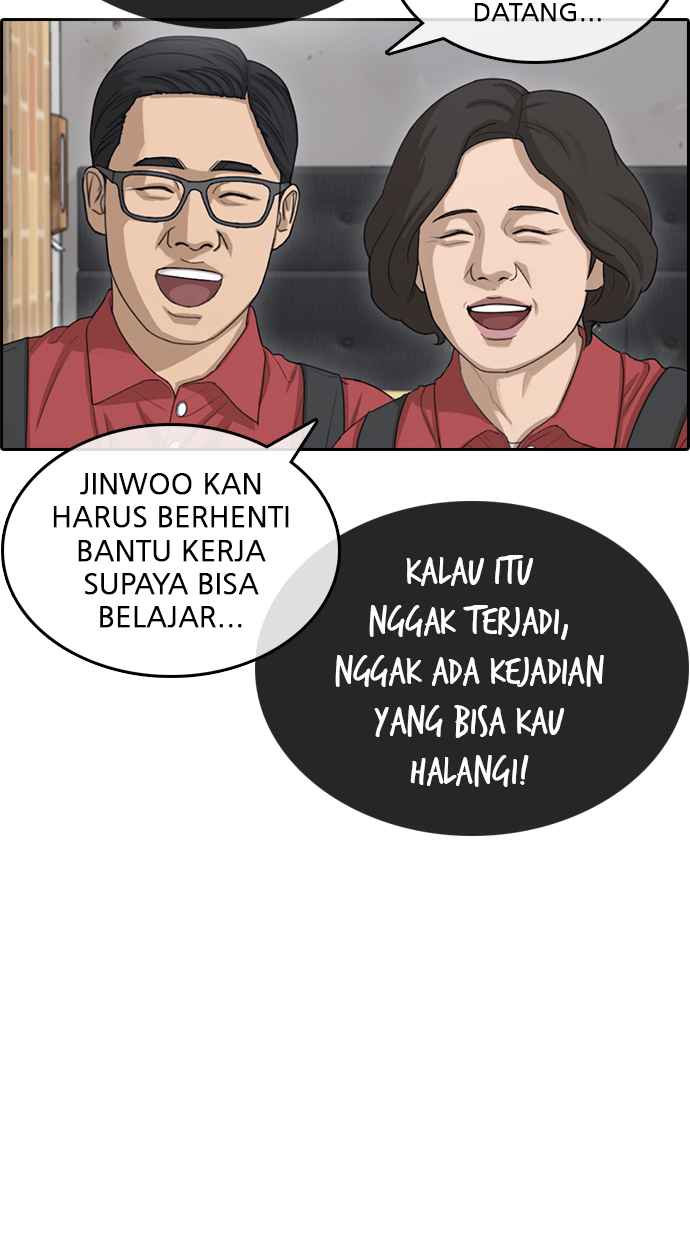 DATANG...
JINWOO KAN
HARUS BERHENTI
BANTU KERJA
SUPAYA BISA
BELAJAR...
KALAU ITU
NGGAK TERJADI,
NGGAK ADA KEJADIAN
YANG BISA KAU
HALANGI!